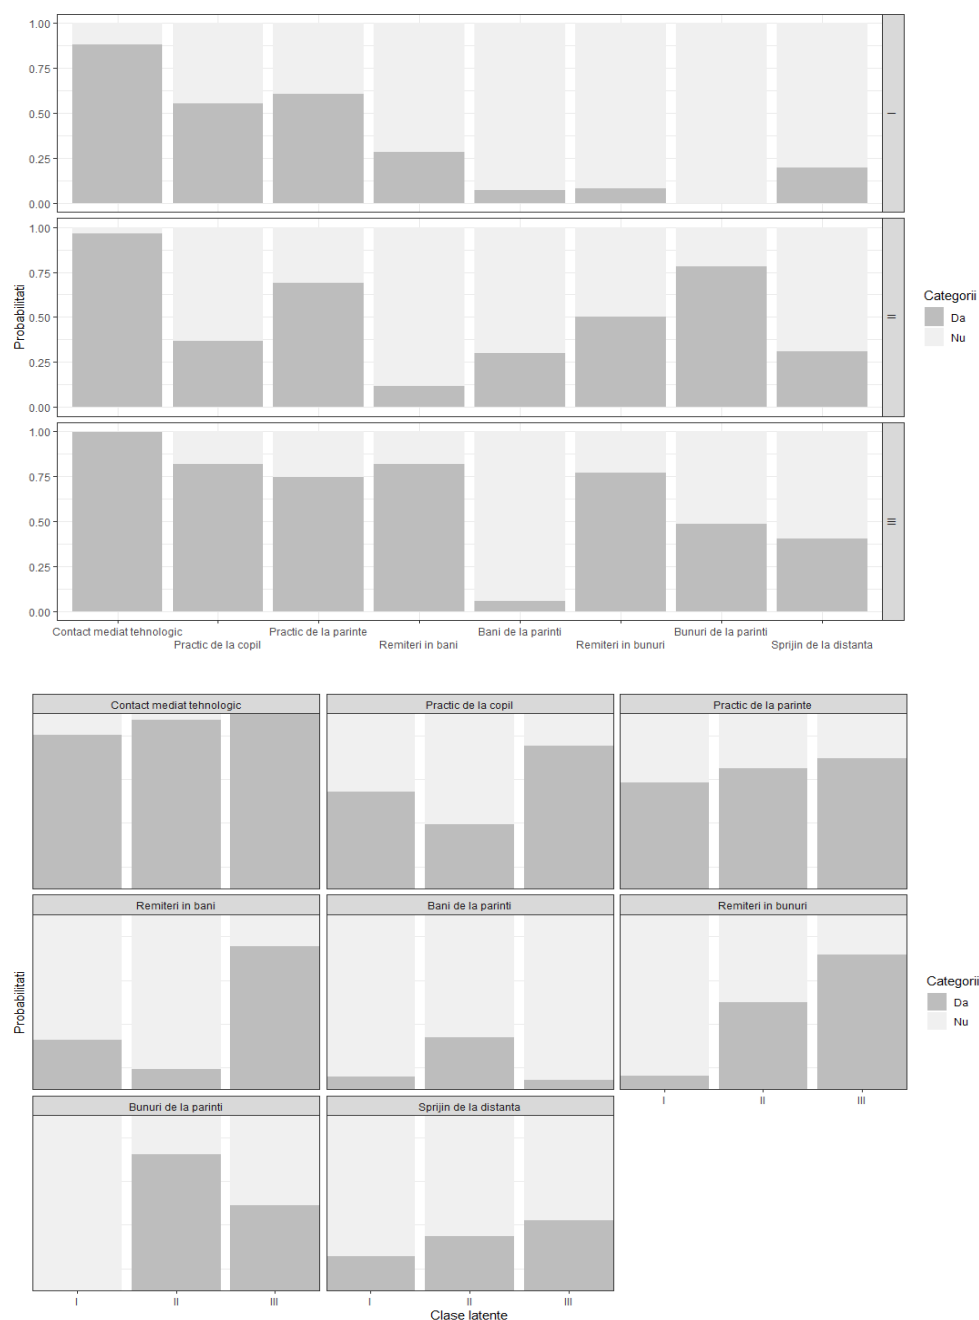 1.00
0.75
0.50
0.25
0.00
I
1.00
0.75
0.50
0.25
0.00
II
1.00
0.75
0.50
0.25
0.00
III
Probabilitati
Contact mediat tehnologic
Practic de la copil
Practic de la parinte
Remiteri in bani
Bani de la parinti
Remiteri in bunuri
Bunuri de la parinti
Sprijin de la distanta
Categorii
Da
Nu
Contact mediat tehnologic
Practic de la copil
Practic de la parinte
Remiteri in bani
Bani de la parinti
Remiteri in bunuri
I II III
Bunuri de la parinti
Sprijin de la distanta
I II III
I II III
Probabilitati
Clase latente
Categorii
Da
Nu